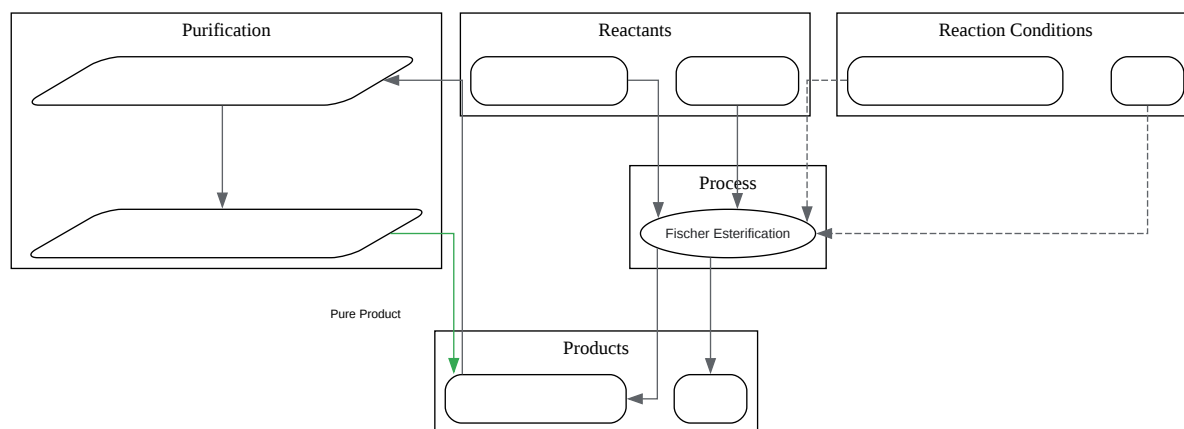 Purification
Reactants
Reaction Conditions
Process
Fischer Esterification
Pure Product
Products